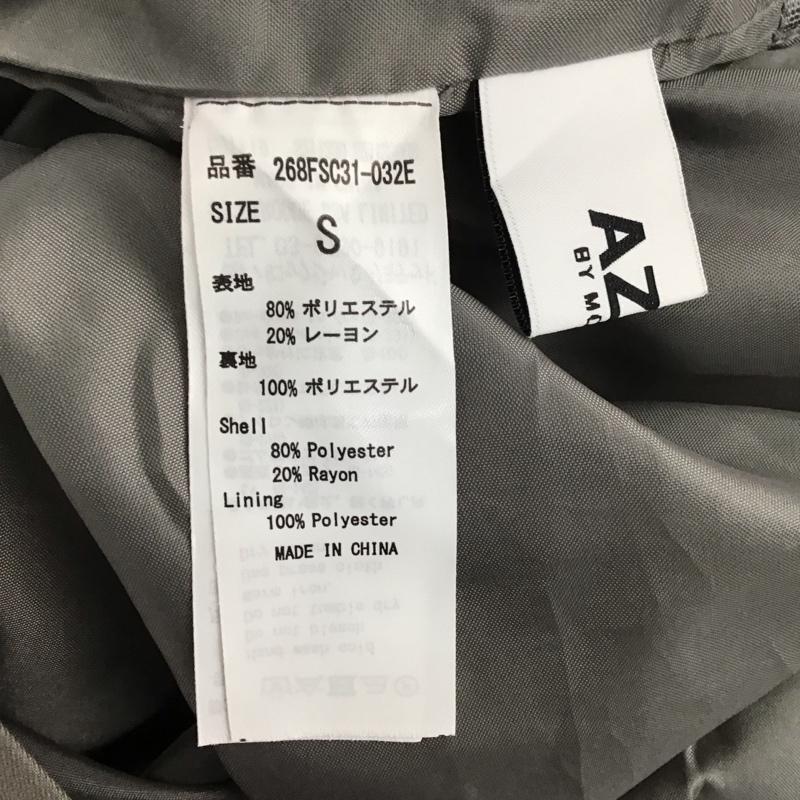 品番 268FSC31-032E
SIZE S
表地
80% ポリエステル
20% レーヨン
裏地
100% ポリエステル
Shell
80% Polyester
20% Rayon
Lining
100% Polyester
MADE IN CHINA
AZ
BY MO